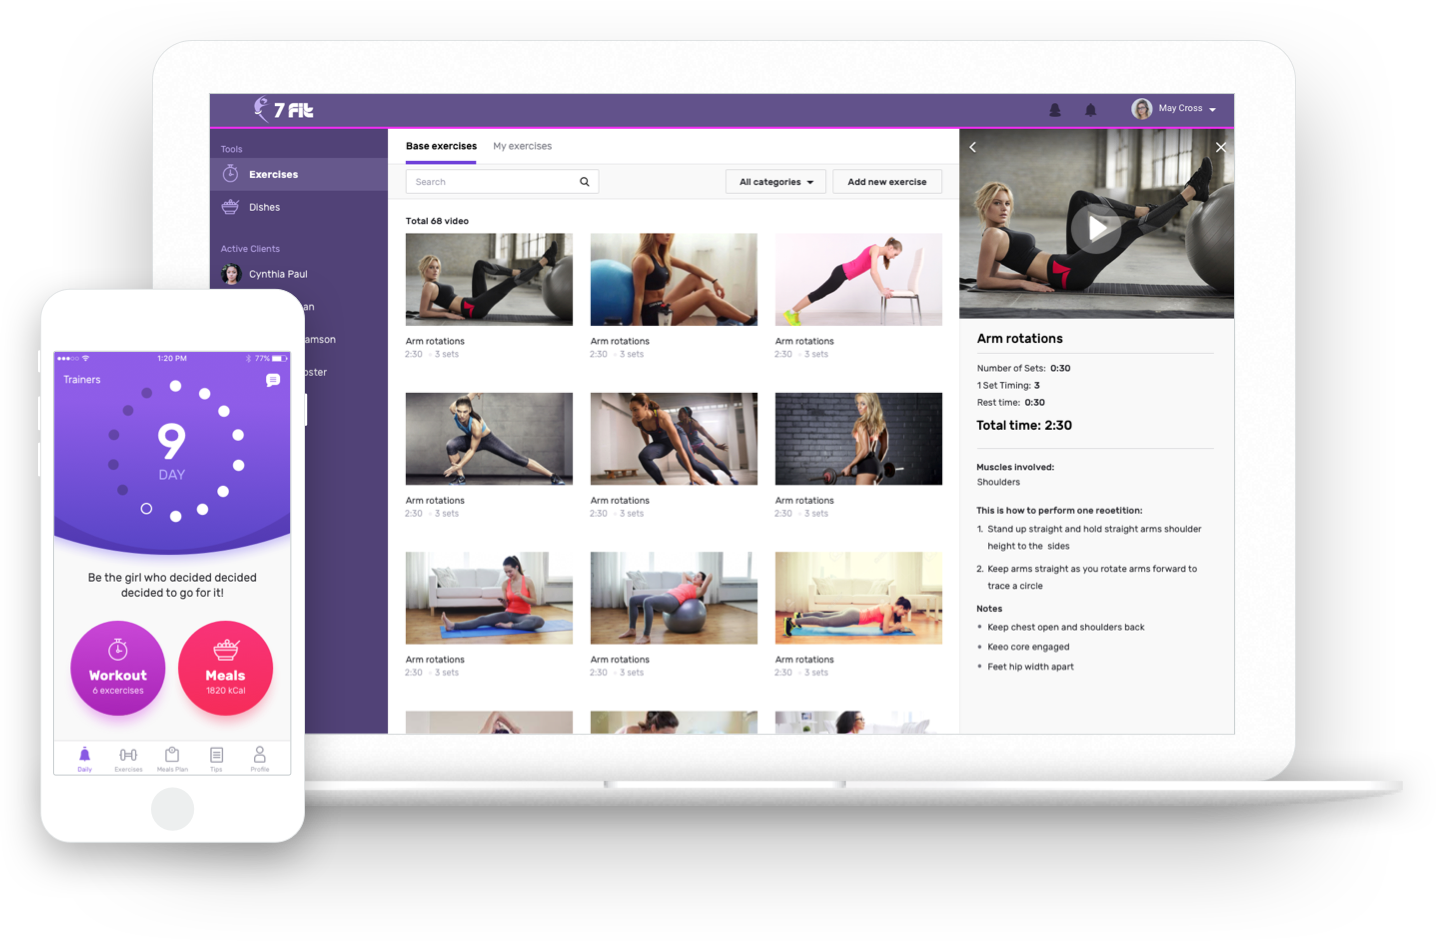 7 Fit
May Cross
Tools
Exercises
Dishes
Active Clients
Cynthia Paul
an
amson
oster
Base exercises
My exercises
Search
All categories
Add new exercise
Total 68 video
Arm rotations
2:30 3 sets
Arm rotations
2:30 3 sets
Arm rotations
2:30 3 sets
Arm rotations
2:30 3 sets
Arm rotations
2:30 3 sets
Arm rotations
2:30 3 sets
Arm rotations
2:30 3 sets
Arm rotations
2:30 3 sets
Arm rotations
2:30 3 sets
Arm rotations
Number of Sets: 0:30
1 Set Timing: 3
Rest time: 0:30
Total time: 2:30
Muscles involved:
Shoulders
This is how to perform one reoetition:
1. Stand up straight and hold straight arms shoulder
height to the sides
2. Keep arms straight as you rotate arms forward to
trace a circle
Notes
• Keep chest open and shoulders back
• Keeo core engaged
• Feet hip width apart
1:20 PM
77%
Trainers
9
DAY
Be the girl who decided decided
decided to go for it!
Workout
6 excercises
Meals
1820 kCal
Daily
Exercises
Meals Plan
Tips
Profile